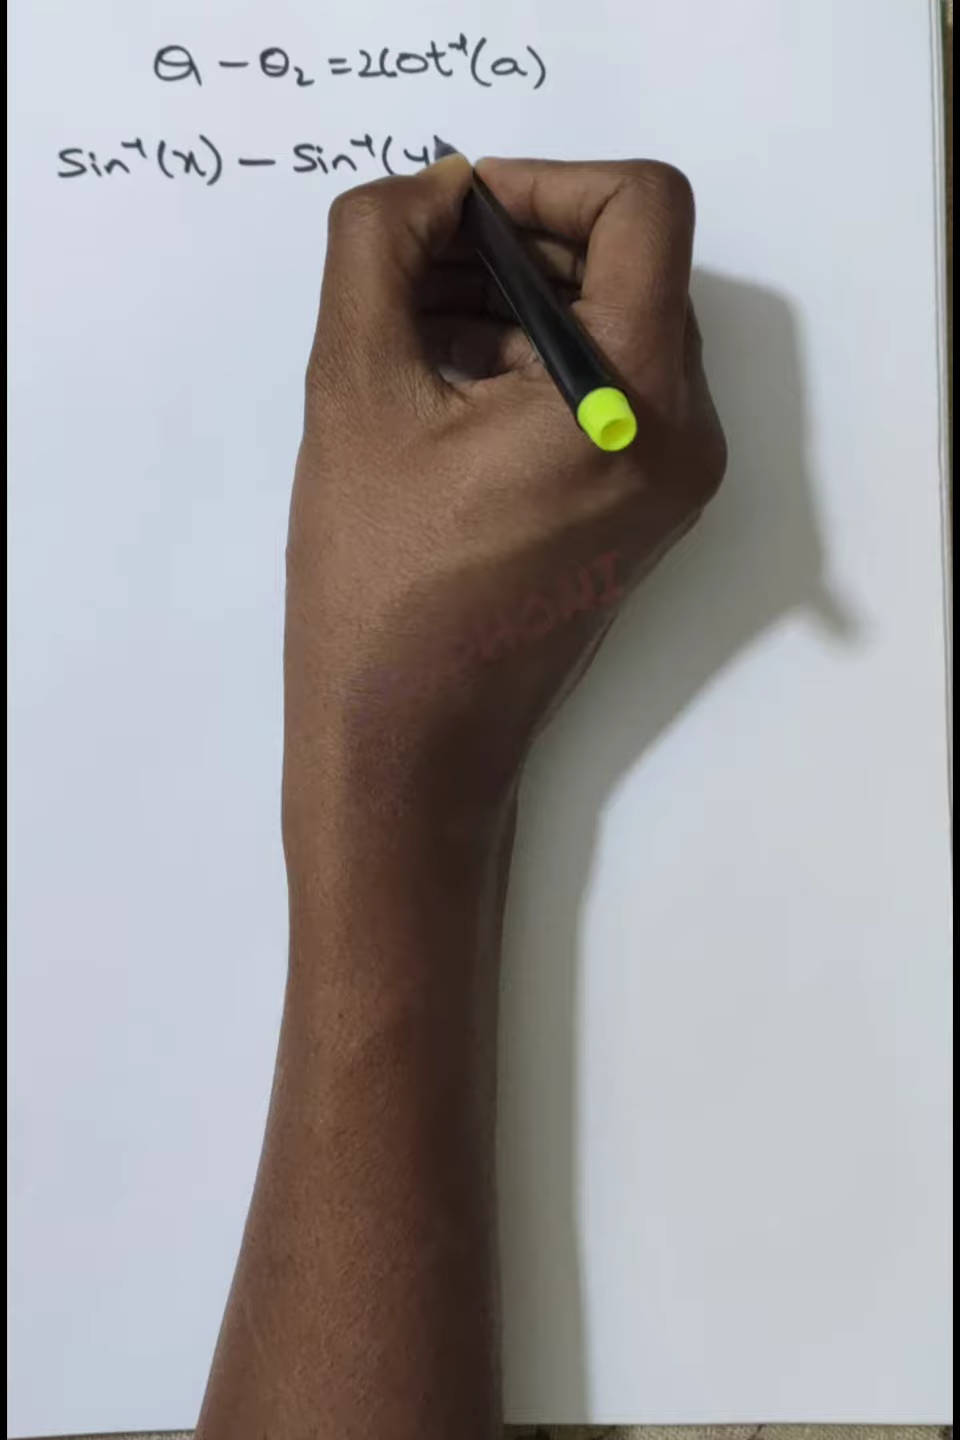 θ₁ - θ₂ = 2cot⁻¹(a)
sin⁻¹(x) - sin⁻¹(y